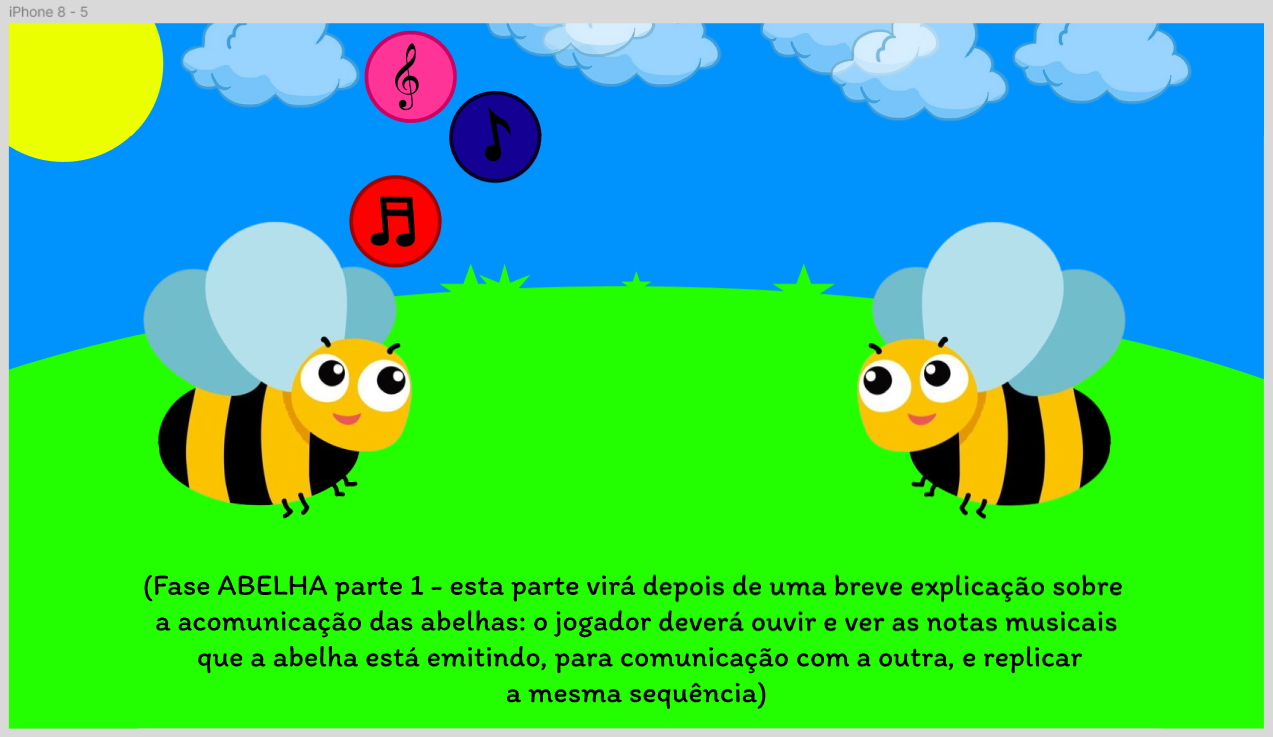 iPhone 8 - 5
(Fase ABELHA parte 1 - esta parte virá depois de uma breve explicação sobre
a acomunicação das abelhas: o jogador deverá ouvir e ver as notas musicais
que a abelha está emitindo, para comunicação com a outra, e replicar
a mesma sequência)